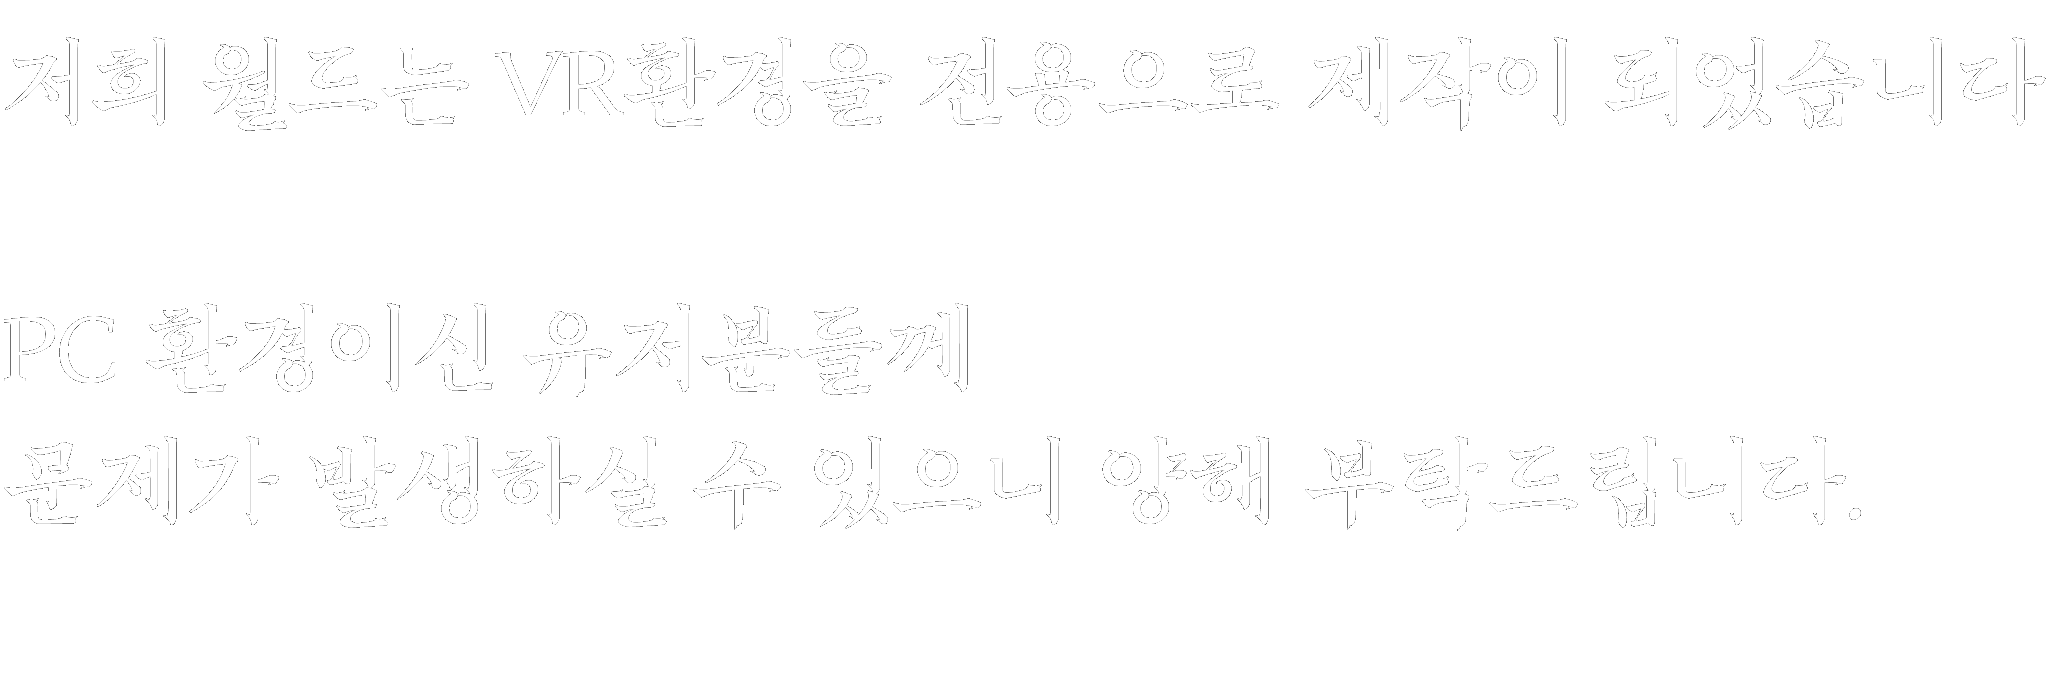 저희 월드는 VR환경을 전용으로 제작이 되었습니다
PC 환경이신 유저분들께
문제가 발생하실 수 있으니 양해 부탁드립니다.